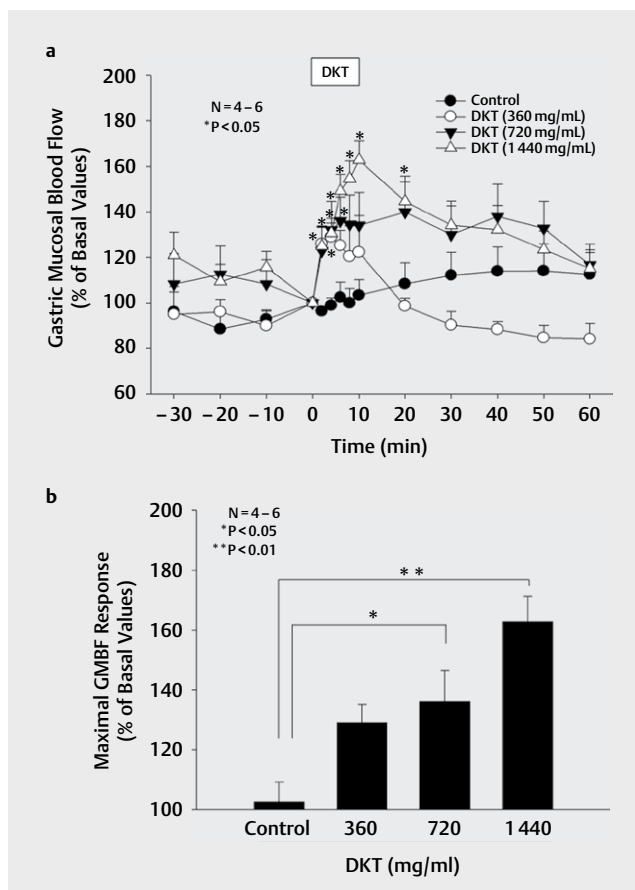 a
DKT
200
180
160
140
120
100
80
60
Gastric Mucosal Blood Flow
(% of Basal Values)
N=4–6
*P<0.05
Control
DKT (360 mg/mL)
DKT (720 mg/mL)
DKT (1 440 mg/mL)
* * * * * * * * * * *
–30 –20 –10 0 10 20 30 40 50 60
Time (min)
b
200
180
160
140
120
100
Maximal GMBF Response
(% of Basal Values)
N=4–6
*P<0.05
**P<0.01
**
*
Control 360 720 1 440
DKT (mg/ml)